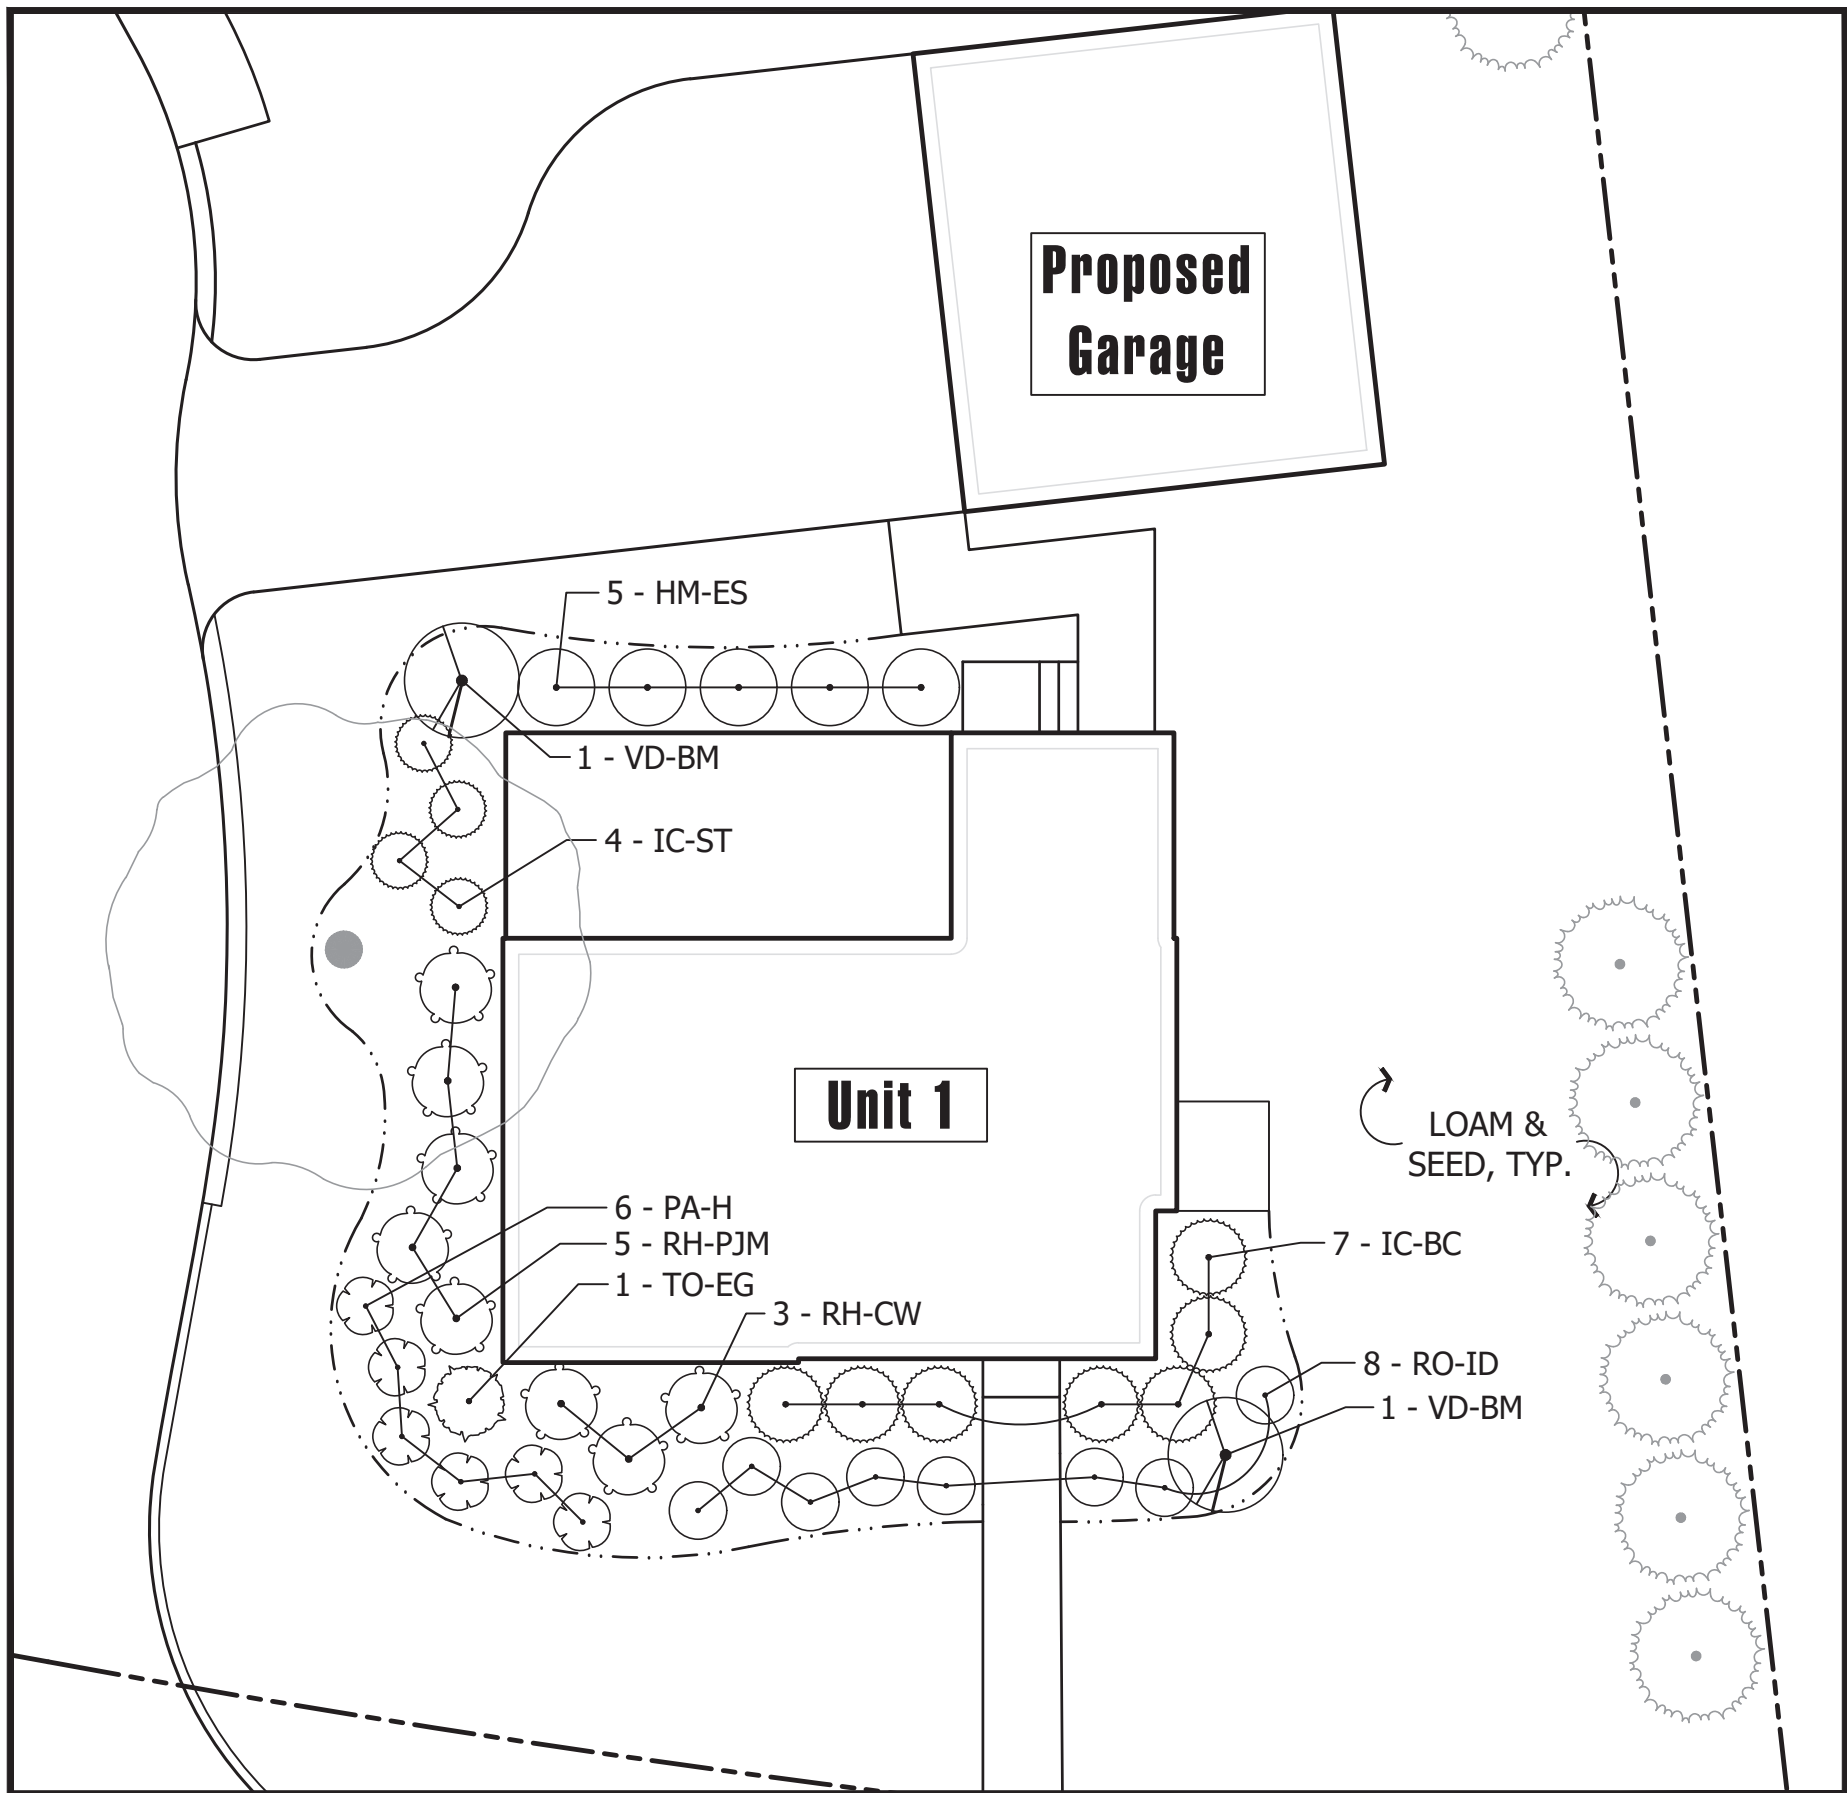 Proposed
Garage
5 - HM-ES
1 - VD-BM
4 - IC-ST
Unit 1
LOAM &
SEED, TYP.
6 - PA-H
5 - RH-PJM
7 - IC-BC
1 - TO-EG
3 - RH-CW
8 - RO-ID
1 - VD-BM